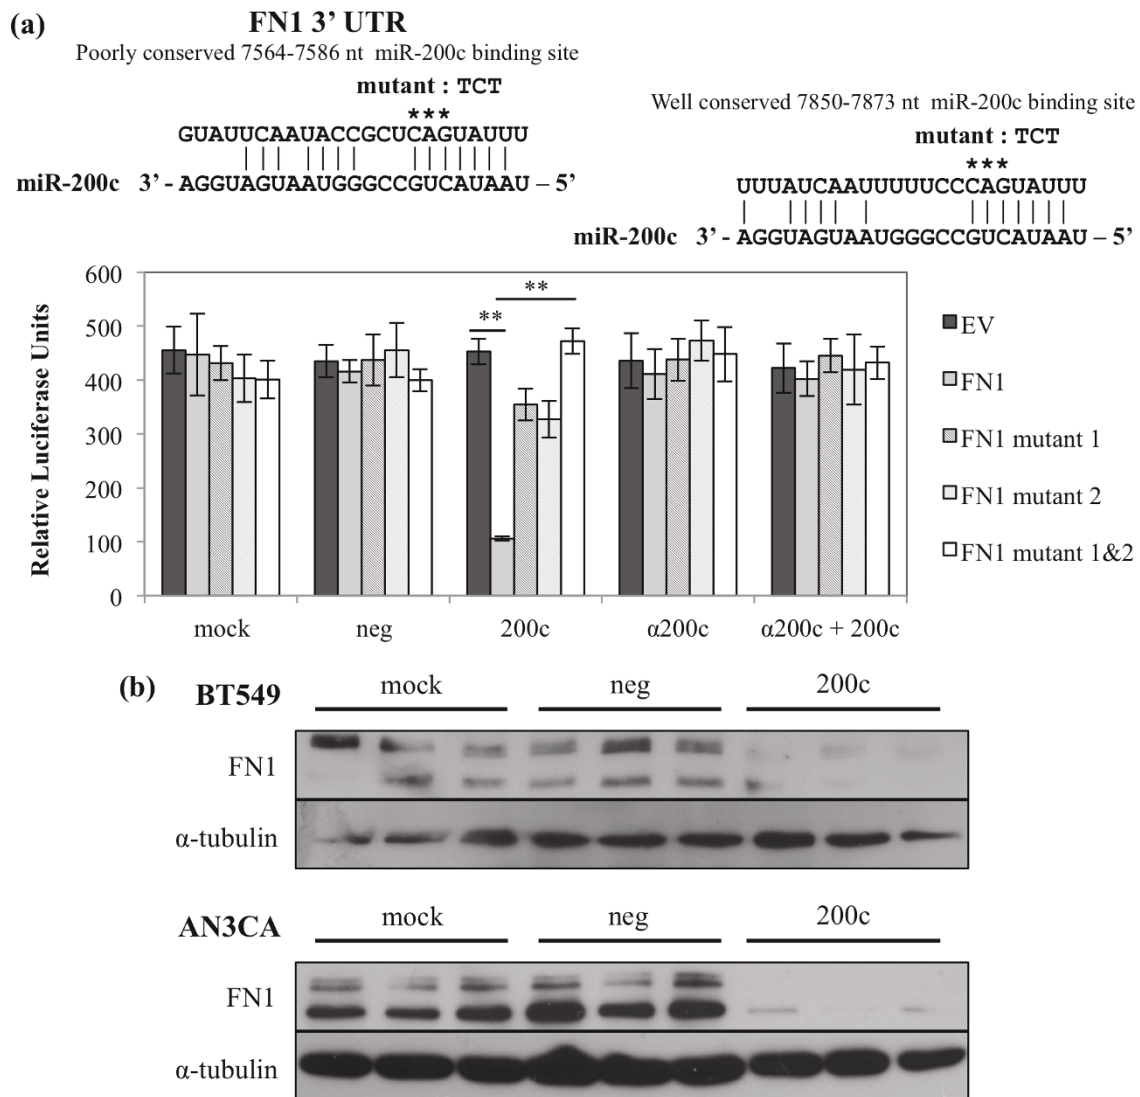 (a)
FN1 3’ UTR
Poorly conserved 7564-7586 nt miR-200c binding site
mutant : TCT
***
GUAUUCAAUACCGCUCAGUAUUU
miR-200c 3’ - AGGUAGUAAUGGGCCGUCAUAAU – 5’
Well conserved 7850-7873 nt miR-200c binding site
mutant : TCT
***
UUUAUCAAUUUUUCCCAGUAUUU
miR-200c 3’ - AGGUAGUAAUGGGCCGUCAUAAU – 5’
Relative Luciferase Units
600
500
400
300
200
100
0
**
**
mock neg 200c α200c α200c + 200c
EV
FN1
FN1 mutant 1
FN1 mutant 2
FN1 mutant 1&2
(b)
BT549
mock neg 200c
FN1
α-tubulin
AN3CA
mock neg 200c
FN1
α-tubulin